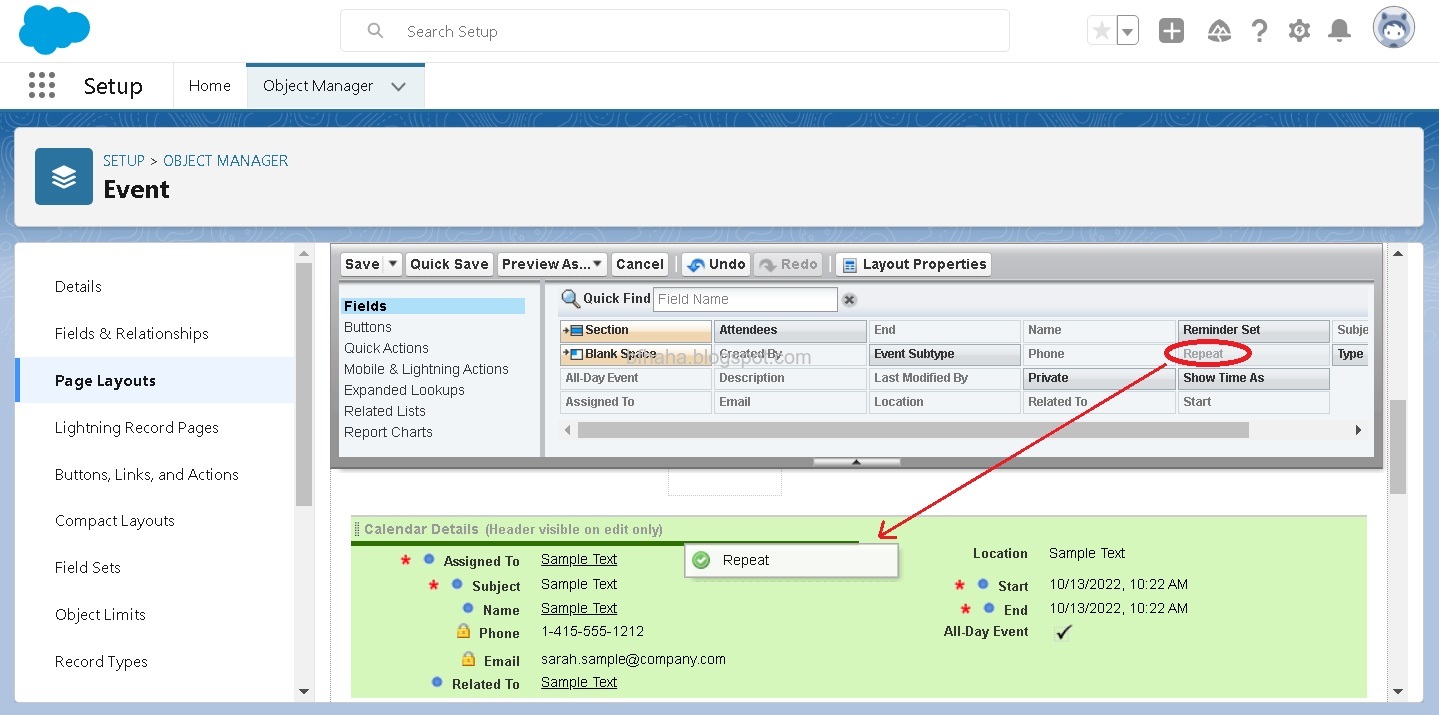 Search Setup
Setup Home Object Manager
SETUP > OBJECT MANAGER
Event
Details
Fields & Relationships
Page Layouts
Lightning Record Pages
Buttons, Links, and Actions
Compact Layouts
Field Sets
Object Limits
Record Types
Save Quick Save Preview As... Cancel Undo Redo Layout Properties
Fields
Buttons
Quick Actions
Mobile & Lightning Actions
Expanded Lookups
Related Lists
Report Charts
Quick Find Field Name
Section Attendees End Name Reminder Set Subje
Blank Space Created By Event Subtype Phone Repeat Type
All-Day Event Description Last Modified By Private Show Time As
Assigned To Email Location Related To Start
Calendar Details (Header visible on edit only)
Repeat
* Assigned To Sample Text
* Subject Sample Text
Name Sample Text
Phone 1-415-555-1212
Email sarah.sample@company.com
Related To Sample Text
Location Sample Text
* Start 10/13/2022, 10:22 AM
* End 10/13/2022, 10:22 AM
All-Day Event